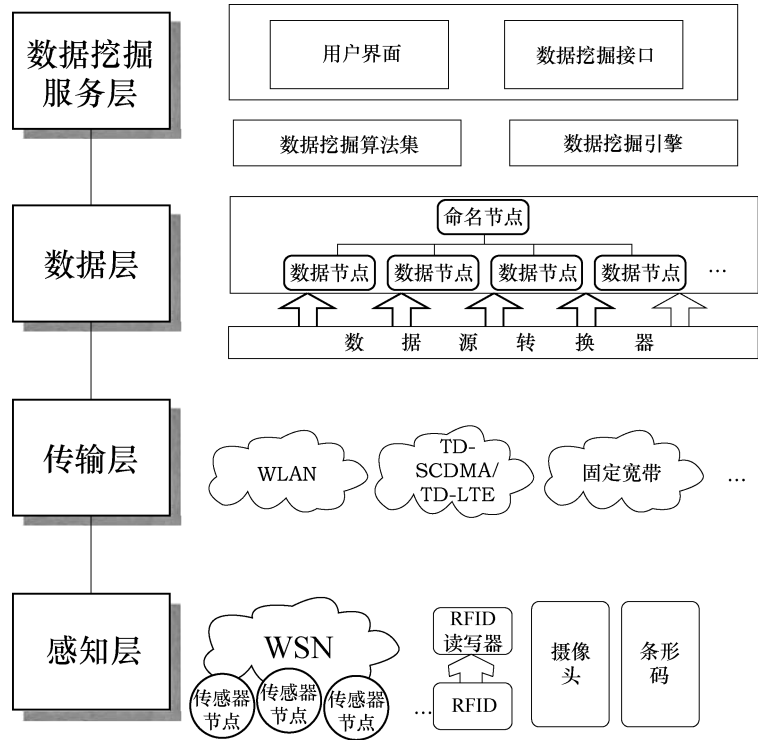 数据挖掘
服务层
用户界面
数据挖掘接口
数据挖掘算法集
数据挖掘引擎
数据层
命名节点
数据节点
数据节点
数据节点
数据节点
…
数据源转换器
传输层
WLAN
TD-
SCDMA/
TD-LTE
固定宽带
…
感知层
WSN
传感器
节点
传感器
节点
传感器
节点
…
RFID
读写器
RFID
摄像
头
条形
码